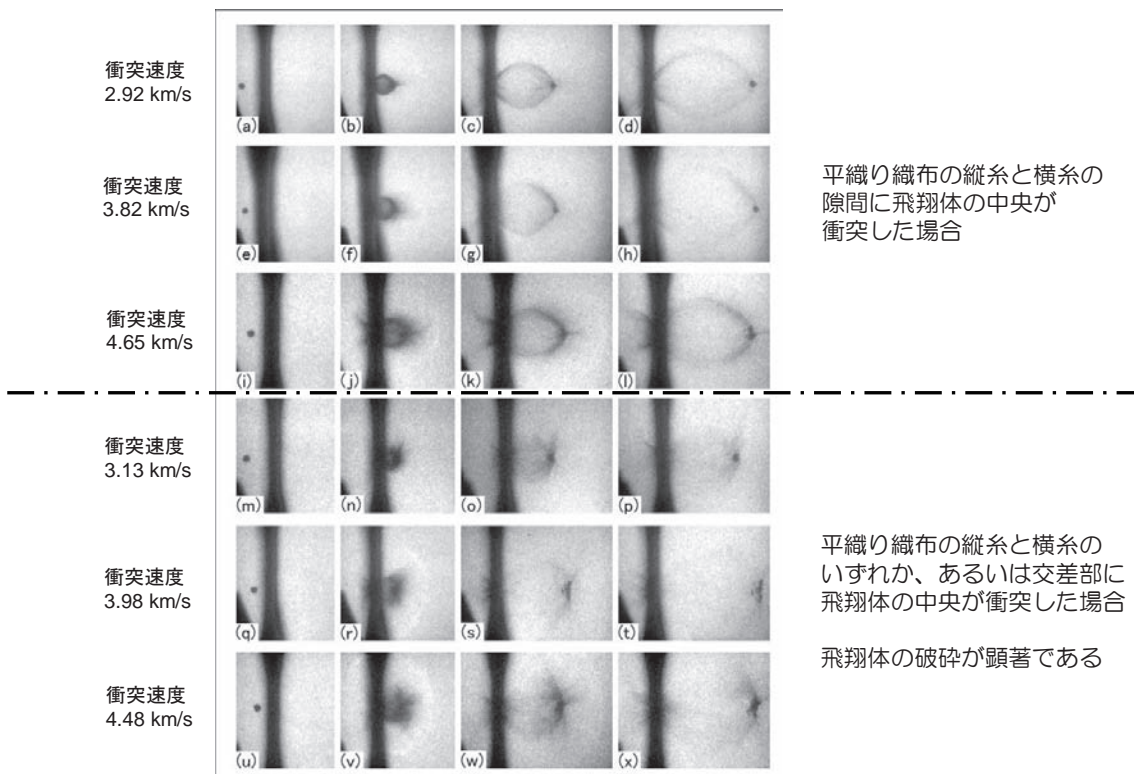 衝突速度
2.92 km/s
(a)
(b)
(c)
(d)
衝突速度
3.82 km/s
(e)
(f)
(g)
(h)
平織り織布の縦糸と横糸の
隙間に飛翔体の中央が
衝突した場合
衝突速度
4.65 km/s
(i)
(j)
(k)
(l)
衝突速度
3.13 km/s
(m)
(n)
(o)
(p)
衝突速度
3.98 km/s
(q)
(r)
(s)
(t)
平織り織布の縦糸と横糸の
いずれか、あるいは交差部に
飛翔体の中央が衝突した場合
飛翔体の破砕が顕著である
衝突速度
4.48 km/s
(u)
(v)
(w)
(x)